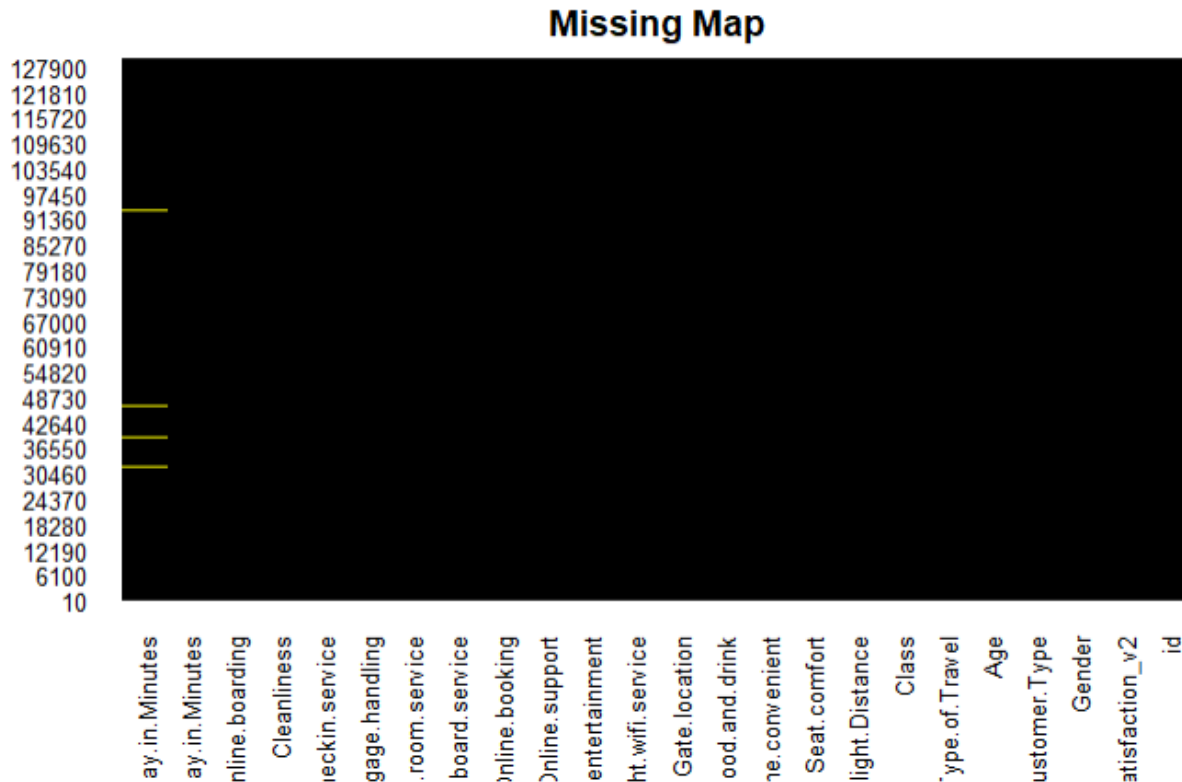 Missing Map
127900
121810
115720
109630
103540
97450
91360
85270
79180
73090
67000
60910
54820
48730
42640
36550
30460
24370
18280
12190
6100
10
ay.in.Minutes
ay.in.Minutes
nline.boarding
Cleanliness
heckin.service
gage.handling
.room.service
board.service
Online.booking
Online.support
entertainment
ht.wifi.service
Gate.location
ood.and.drink
ne.convenient
Seat.comfort
light.Distance
Class
Type.of.Travel
Age
ustomer.Type
Gender
atisfaction_v2
id